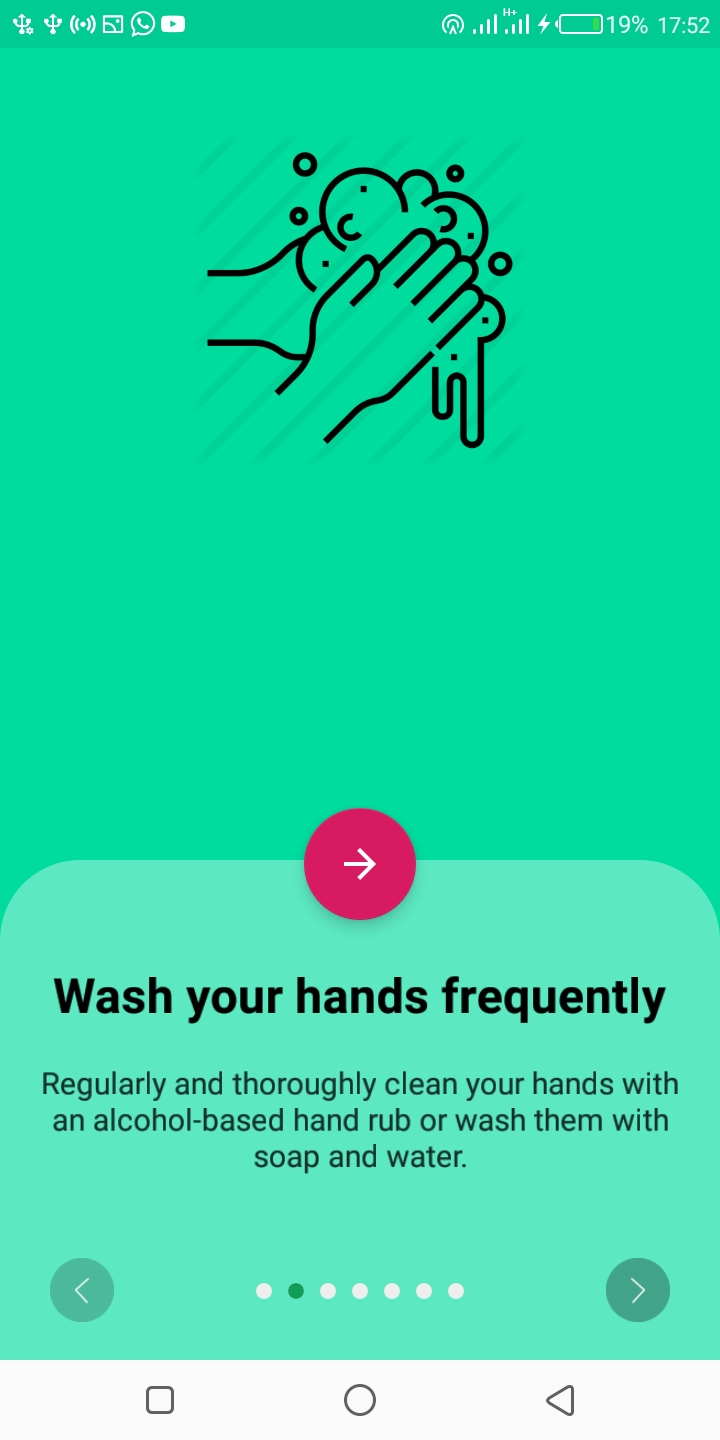 H+
19% 17:52
Wash your hands frequently
Regularly and thoroughly clean your hands with
an alcohol-based hand rub or wash them with
soap and water.